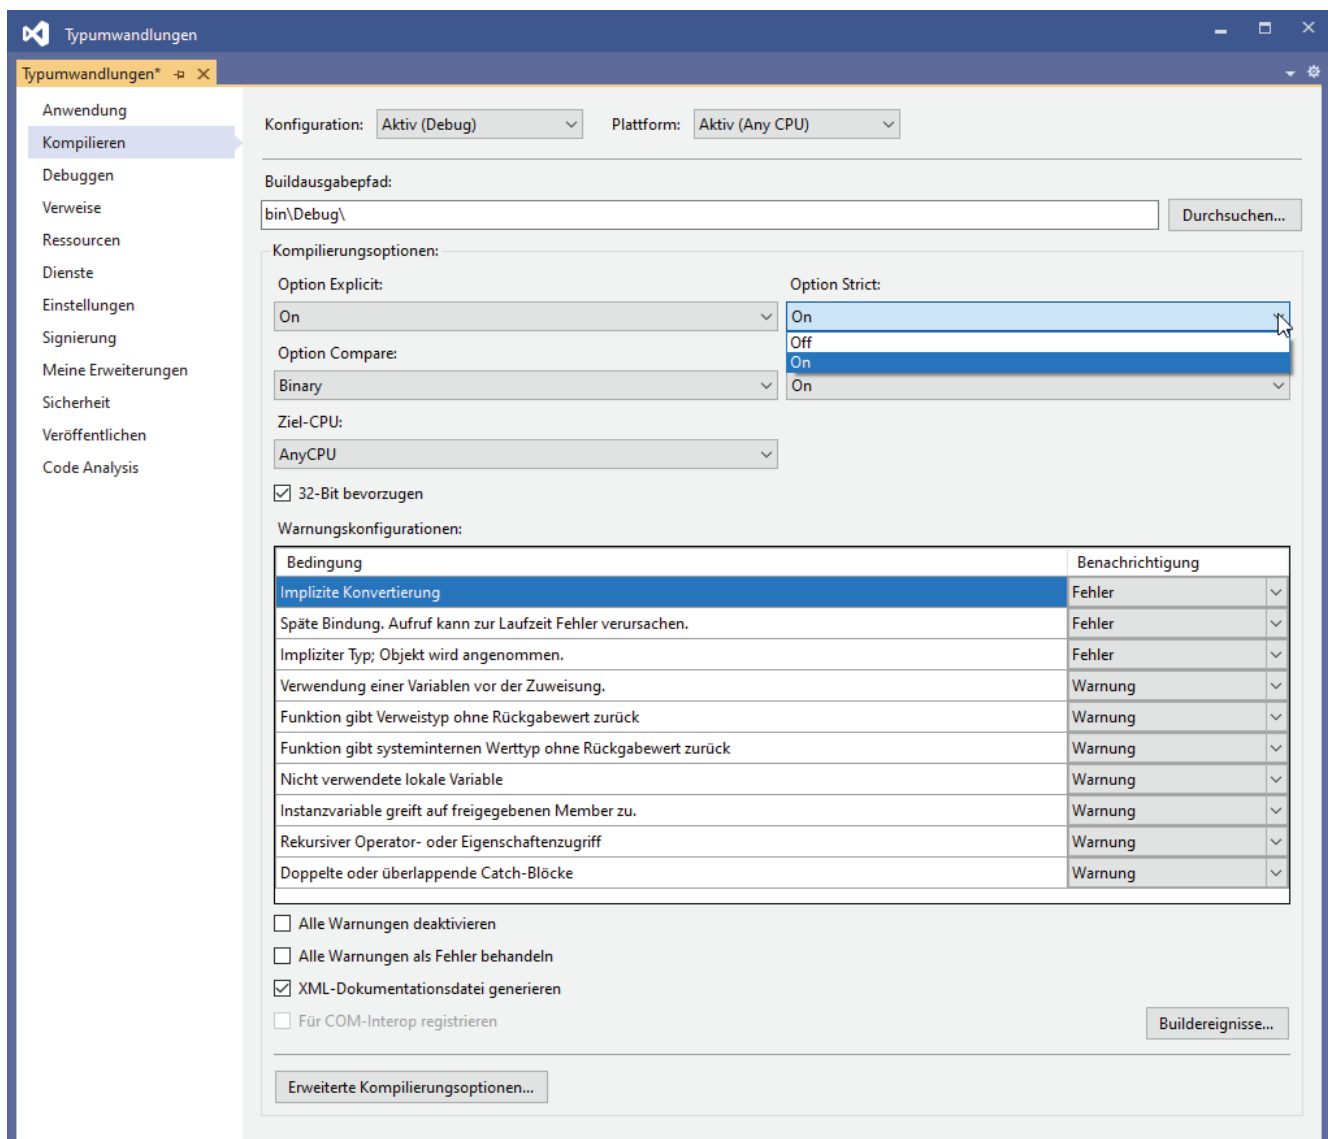 Typumwandlungen
Typumwandlungen*
Anwendung
Kompilieren
Debuggen
Verweise
Ressourcen
Dienste
Einstellungen
Signierung
Meine Erweiterungen
Sicherheit
Veröffentlichen
Code Analysis
Konfiguration: Aktiv (Debug) Plattform: Aktiv (Any CPU)
Buildausgabepfad:
bin\Debug\ Durchsuchen...
Kompilierungsoptionen:
Option Explicit: Option Strict:
On On
Off
On
Option Compare:
Binary On
Ziel-CPU:
AnyCPU
32-Bit bevorzugen
Warnungskonfigurationen:
Bedingung Benachrichtigung
Implizite Konvertierung Fehler
Späte Bindung. Aufruf kann zur Laufzeit Fehler verursachen. Fehler
Impliziter Typ; Objekt wird angenommen. Fehler
Verwendung einer Variablen vor der Zuweisung. Warnung
Funktion gibt Verweistyp ohne Rückgabewert zurück Warnung
Funktion gibt systeminternen Werttyp ohne Rückgabewert zurück Warnung
Nicht verwendete lokale Variable Warnung
Instanzvariable greift auf freigegebenen Member zu. Warnung
Rekursiver Operator- oder Eigenschaftenzugriff Warnung
Doppelte oder überlappende Catch-Blöcke Warnung
Alle Warnungen deaktivieren
Alle Warnungen als Fehler behandeln
XML-Dokumentationsdatei generieren
Für COM-Interop registrieren
Buildereignisse...
Erweiterte Kompilierungsoptionen...